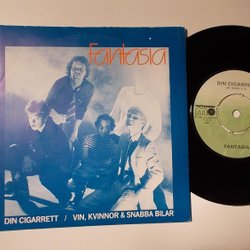 Fantasia
DIN CIGARRETT / VIN, KVINNOR & SNABBA BILAR
DIN CIGARRETT
FANTASIA